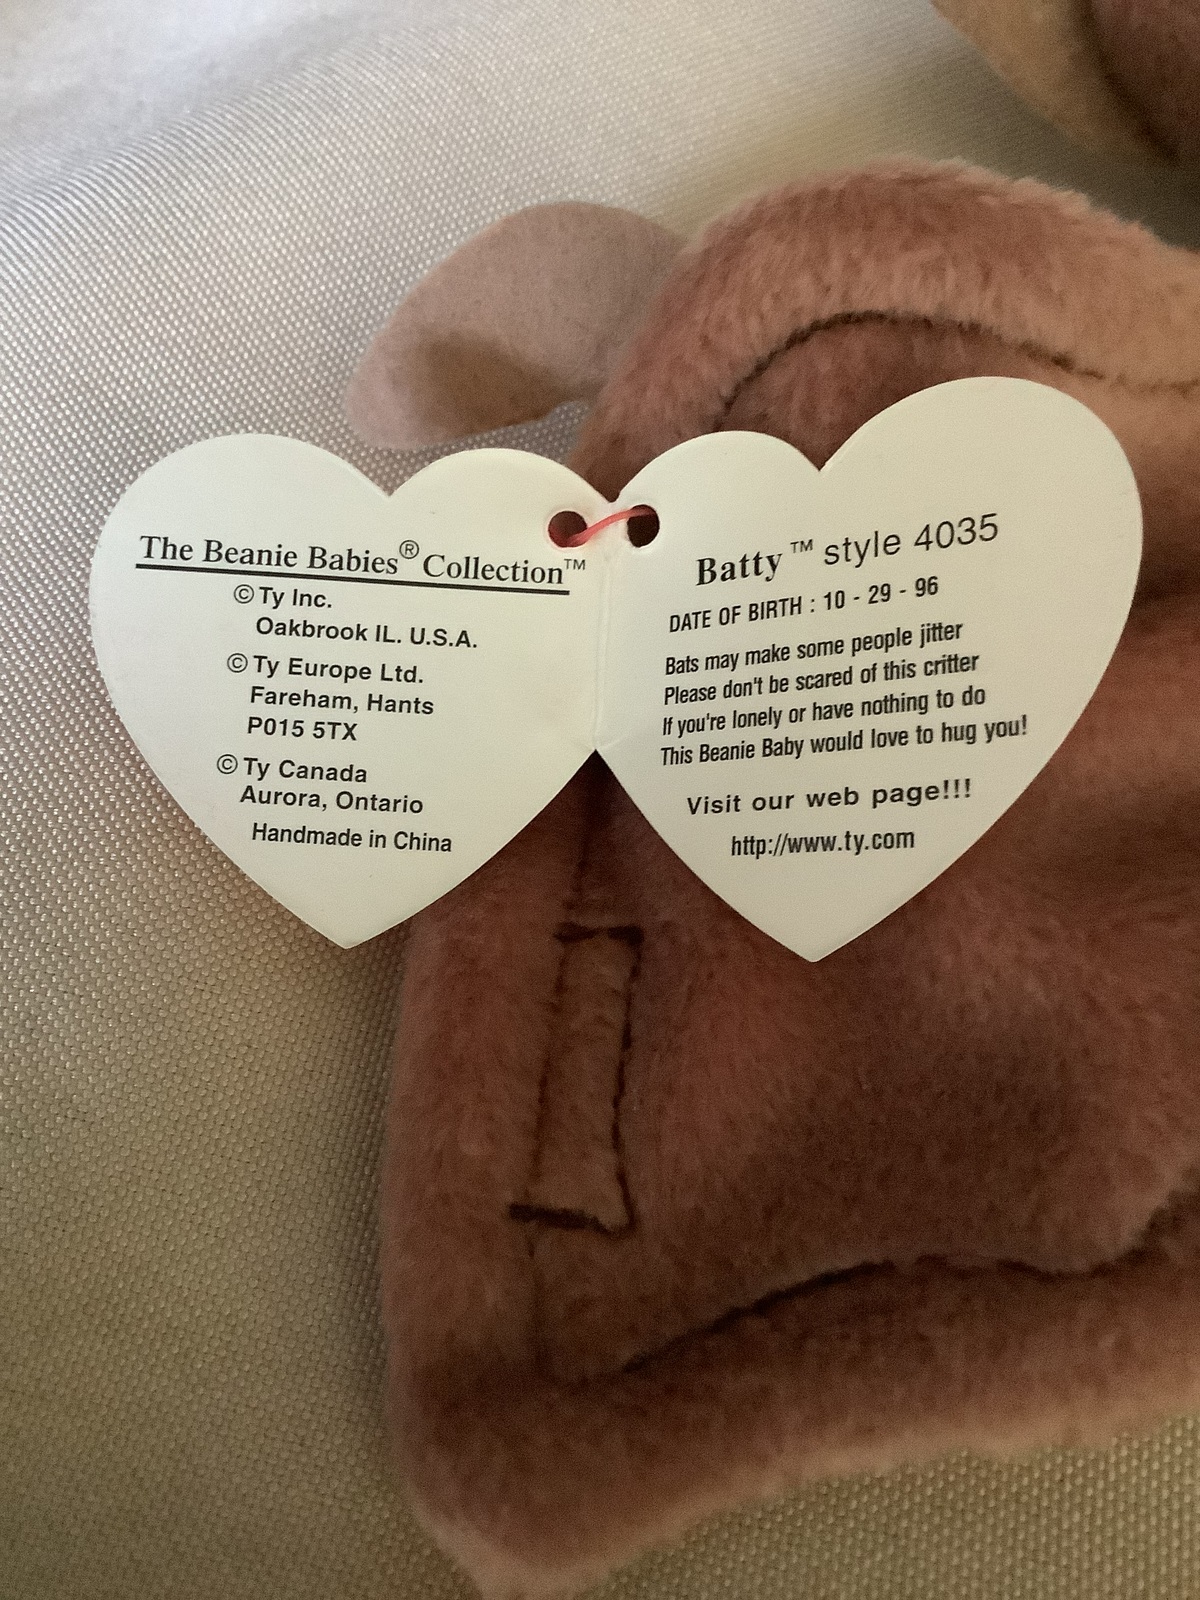 The Beanie Babies® Collection™
© Ty Inc.
Oakbrook IL. U.S.A.
© Ty Europe Ltd.
Fareham, Hants
P015 5TX
© Ty Canada
Aurora, Ontario
Handmade in China
Batty™ style 4035
DATE OF BIRTH : 10 - 29 - 96
Bats may make some people jitter
Please don't be scared of this critter
If you're lonely or have nothing to do
This Beanie Baby would love to hug you!
Visit our web page!!!
http://www.ty.com